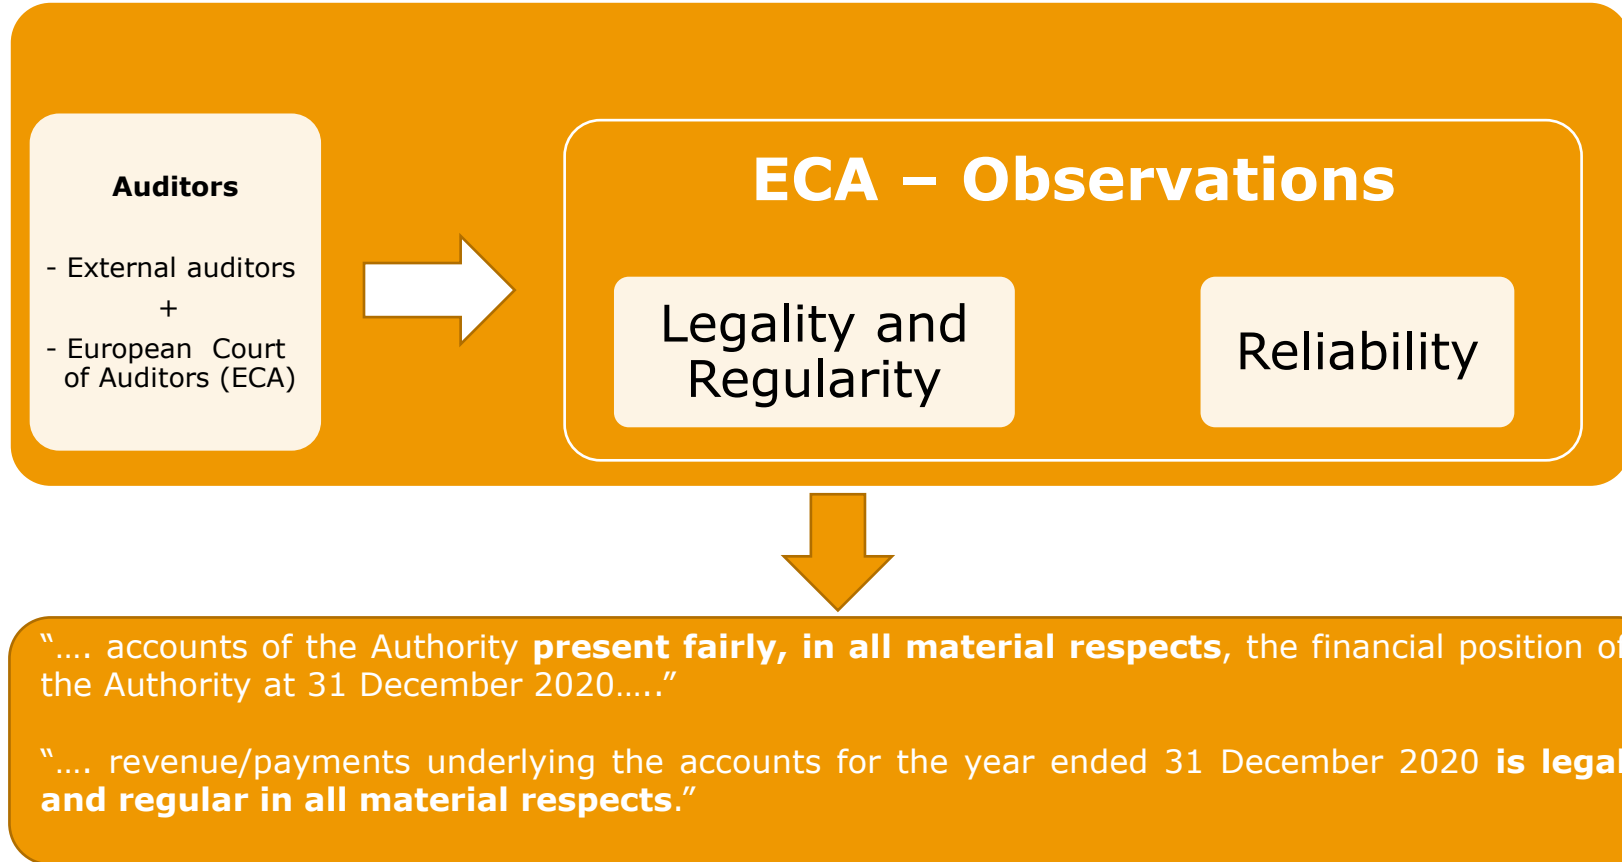 Auditors
- External auditors
+
- European Court
of Auditors (ECA)
ECA – Observations
Legality and
Regularity
Reliability
“…. accounts of the Authority present fairly, in all material respects, the financial position of
the Authority at 31 December 2020…..”
“…. revenue/payments underlying the accounts for the year ended 31 December 2020 is legal
and regular in all material respects.”